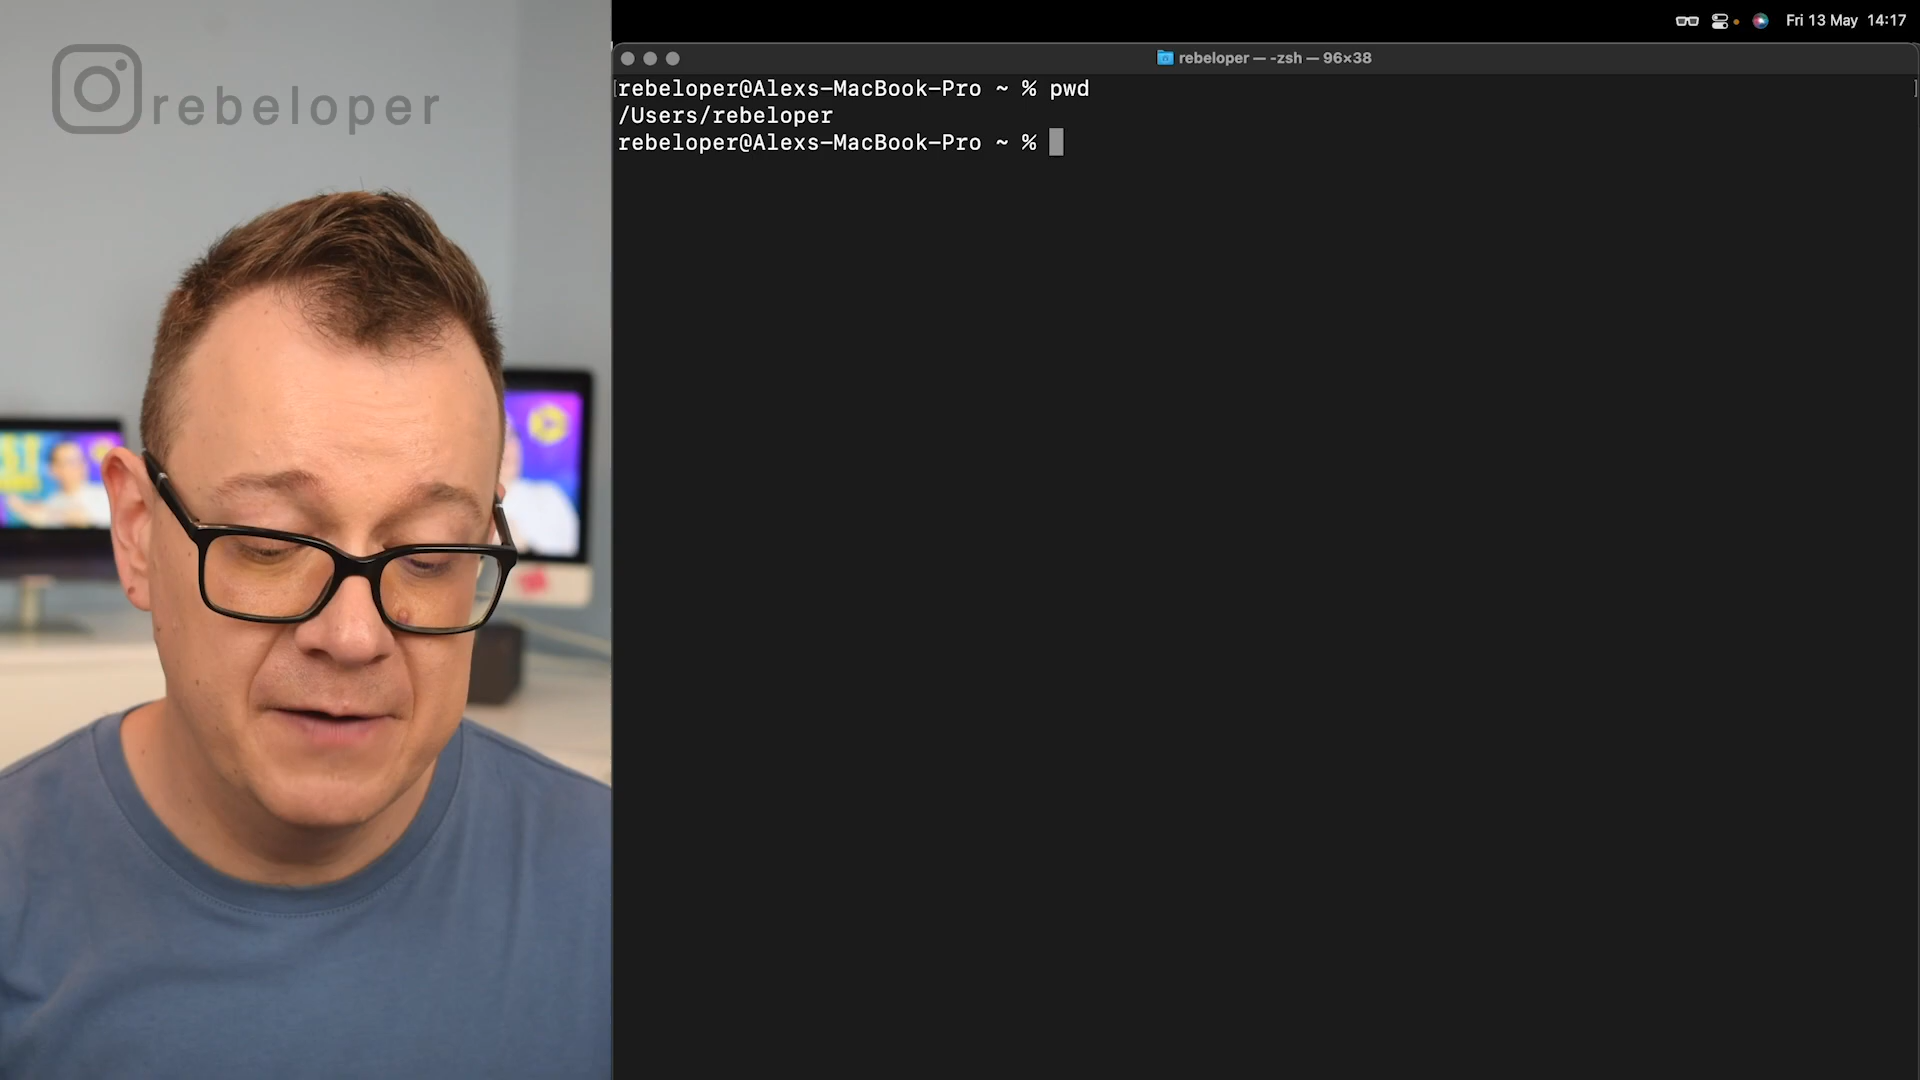 rebeloper
Fri 13 May 14:17
rebeloper — -zsh — 96×38
rebeloper@Alexs-MacBook-Pro ~ % pwd
/Users/rebeloper
rebeloper@Alexs-MacBook-Pro ~ %